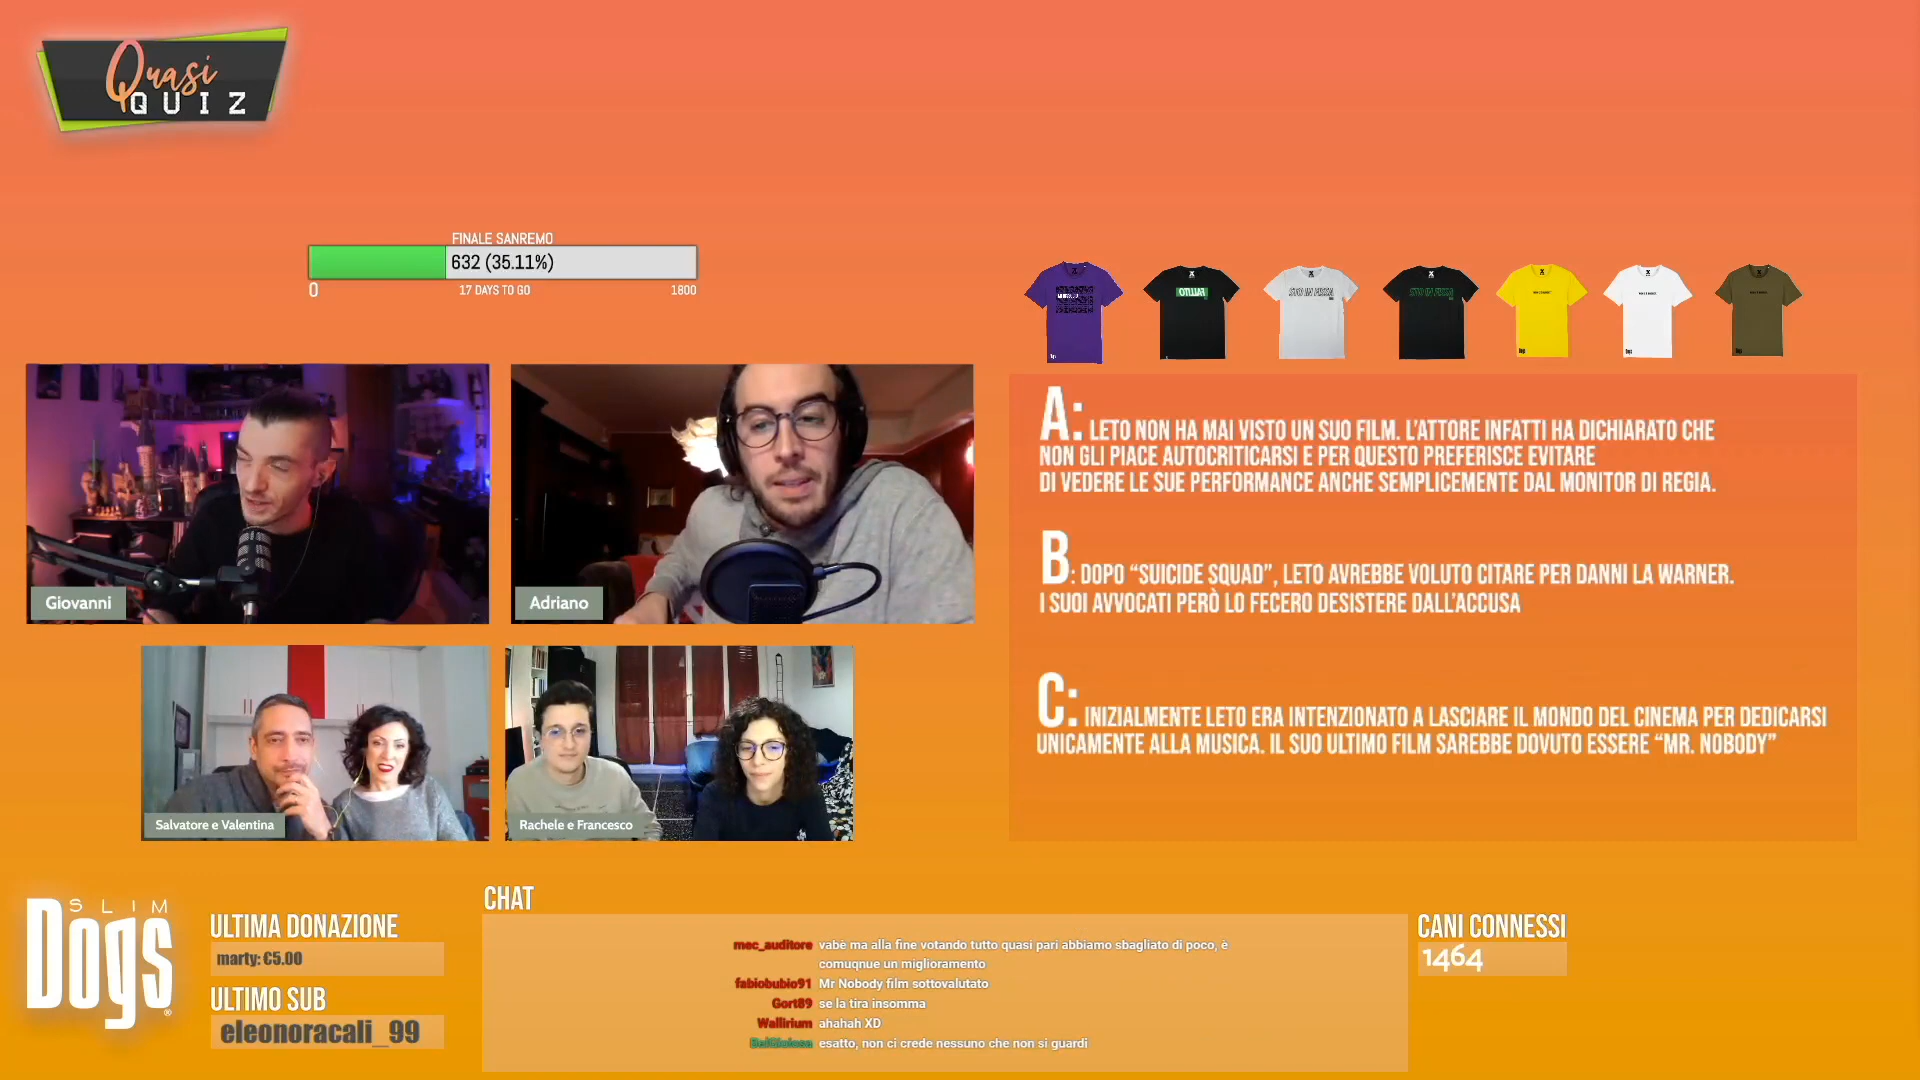 Quasi
QUIZ
FINALE SANREMO
632 (35.11%)
0
17 DAYS TO GO
1800
SUO IN FISSA
SUO IN FISSA
Giovanni
Adriano
Salvatore e Valentina
Rachele e Francesco
A: LETO NON HA MAI VISTO UN SUO FILM. L'ATTORE INFATTI HA DICHIARATO CHE
NON GLI PIACE AUTOCRITICARSI E PER QUESTO PREFERISCE EVITARE
DI VEDERE LE SUE PERFORMANCE ANCHE SEMPLICEMENTE DAL MONITOR DI REGIA.
B: DOPO “SUICIDE SQUAD”, LETO AVREBBE VOLUTO CITARE PER DANNI LA WARNER.
I SUOI AVVOCATI PERÒ LO FECERO DESISTERE DALL'ACCUSA
C: INIZIALMENTE LETO ERA INTENZIONATO A LASCIARE IL MONDO DEL CINEMA PER DEDICARSI
UNICAMENTE ALLA MUSICA. IL SUO ULTIMO FILM SAREBBE DOVUTO ESSERE “MR. NOBODY”
SLIM
Dogs®
ULTIMA DONAZIONE
marty: €5.00
ULTIMO SUB
eleonoracali_99
CHAT
mec_auditore vabè ma alla fine votando tutto quasi pari abbiamo sbagliato di poco, è
comuqnue un miglioramento
fabiobubio91 Mr Nobody film sottovalutato
Gort89 se la tira insomma
Wallirium ahahah XD
esatto, non ci crede nessuno che non si guardi
CANI CONNESSI
1464